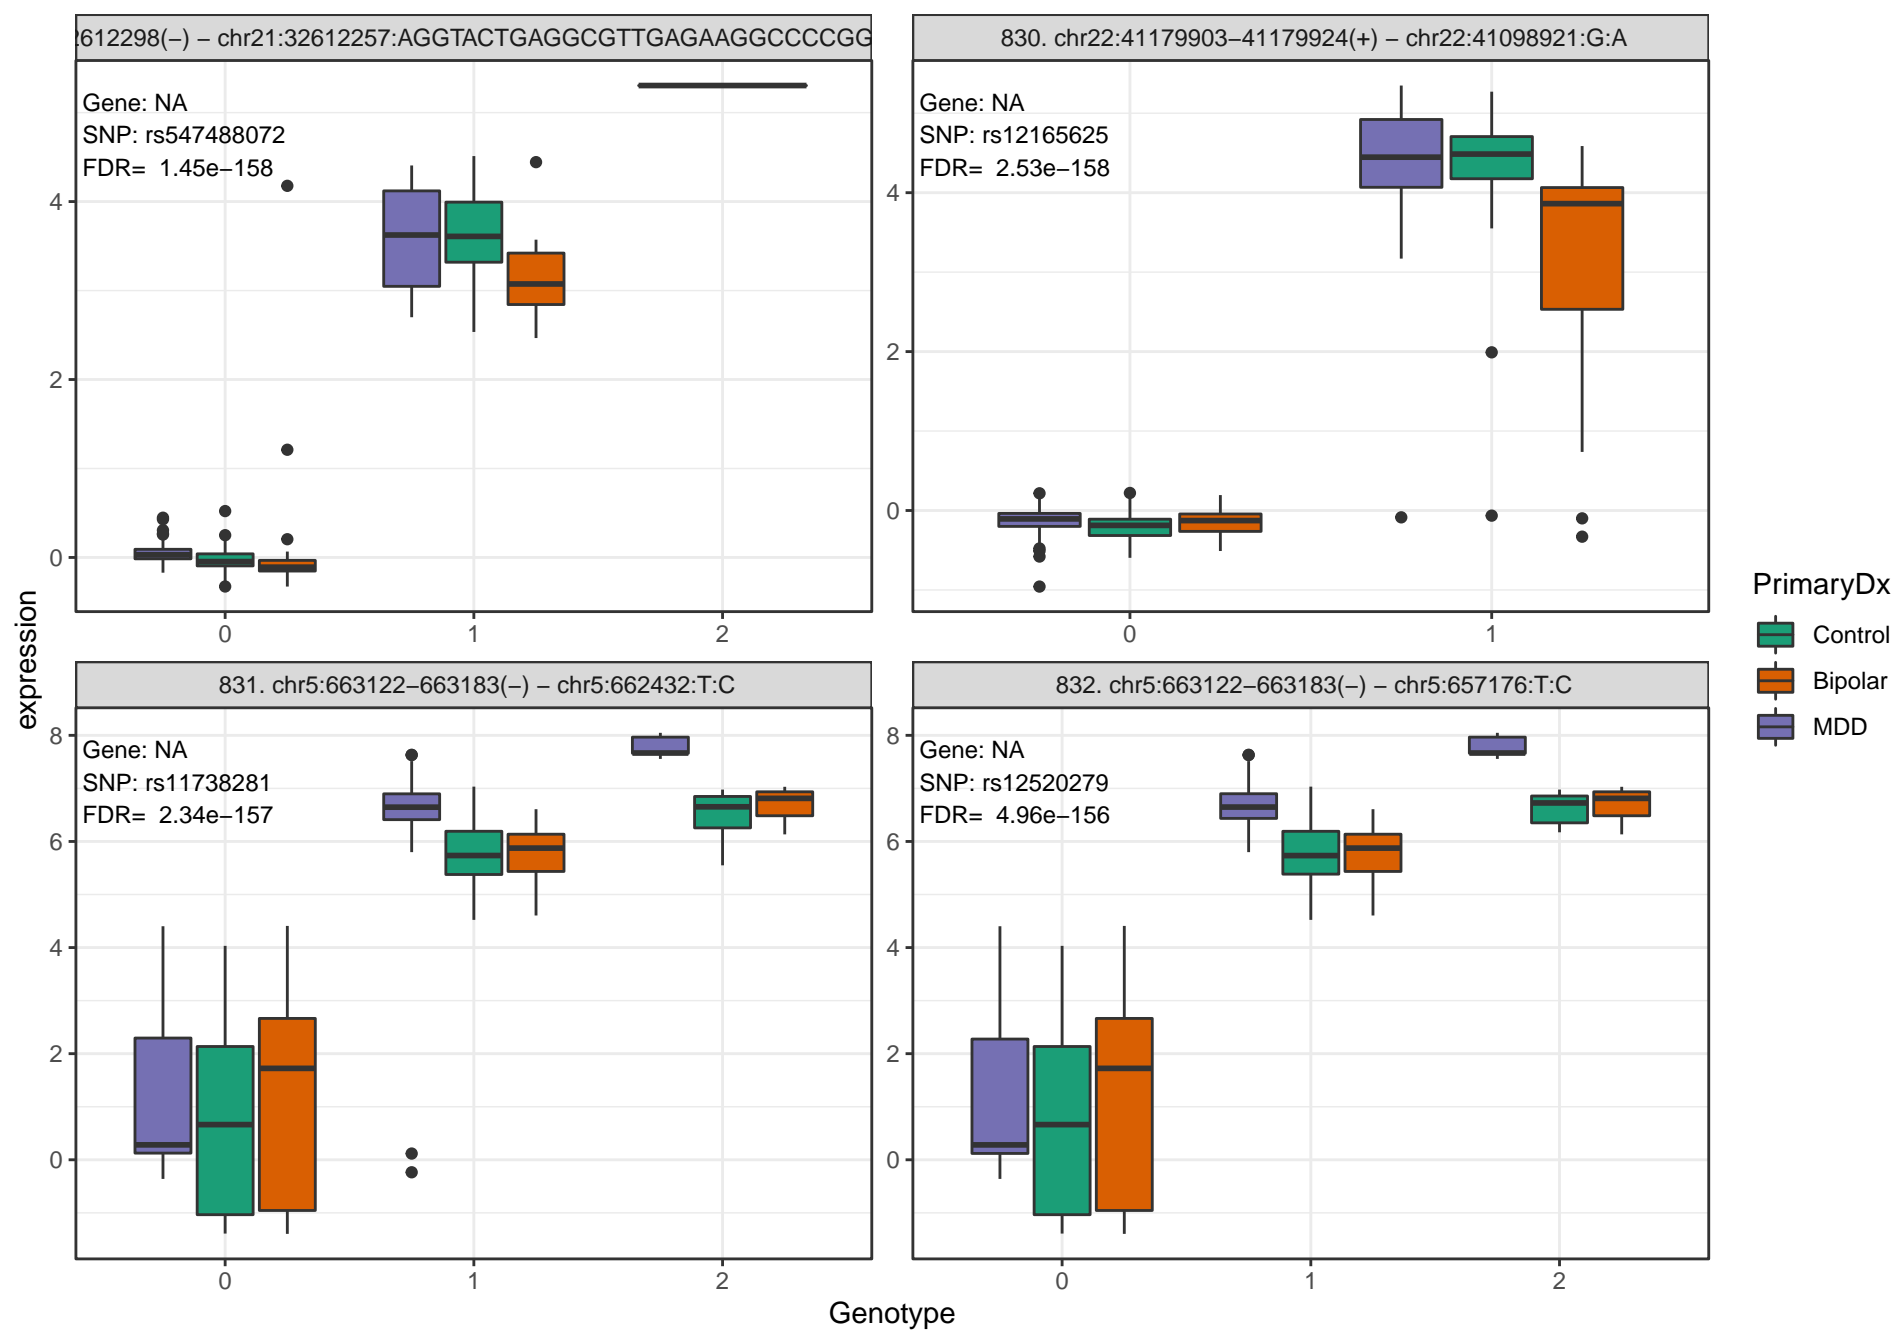 2612298(−) − chr21:32612257:AGGTACTGAGGCGTTGAGAAGGCCCCGG
Gene: NA
SNP: rs547488072
FDR= 1.45e−158
4
2
0
0
1
2
830. chr22:41179903−41179924(+) − chr22:41098921:G:A
Gene: NA
SNP: rs12165625
FDR= 2.53e−158
4
2
0
0
1
831. chr5:663122−663183(−) − chr5:662432:T:C
Gene: NA
SNP: rs11738281
FDR= 2.34e−157
8
6
4
2
0
0
1
2
832. chr5:663122−663183(−) − chr5:657176:T:C
Gene: NA
SNP: rs12520279
FDR= 4.96e−156
8
6
4
2
0
0
1
2
expression
Genotype
PrimaryDx
Control
Bipolar
MDD